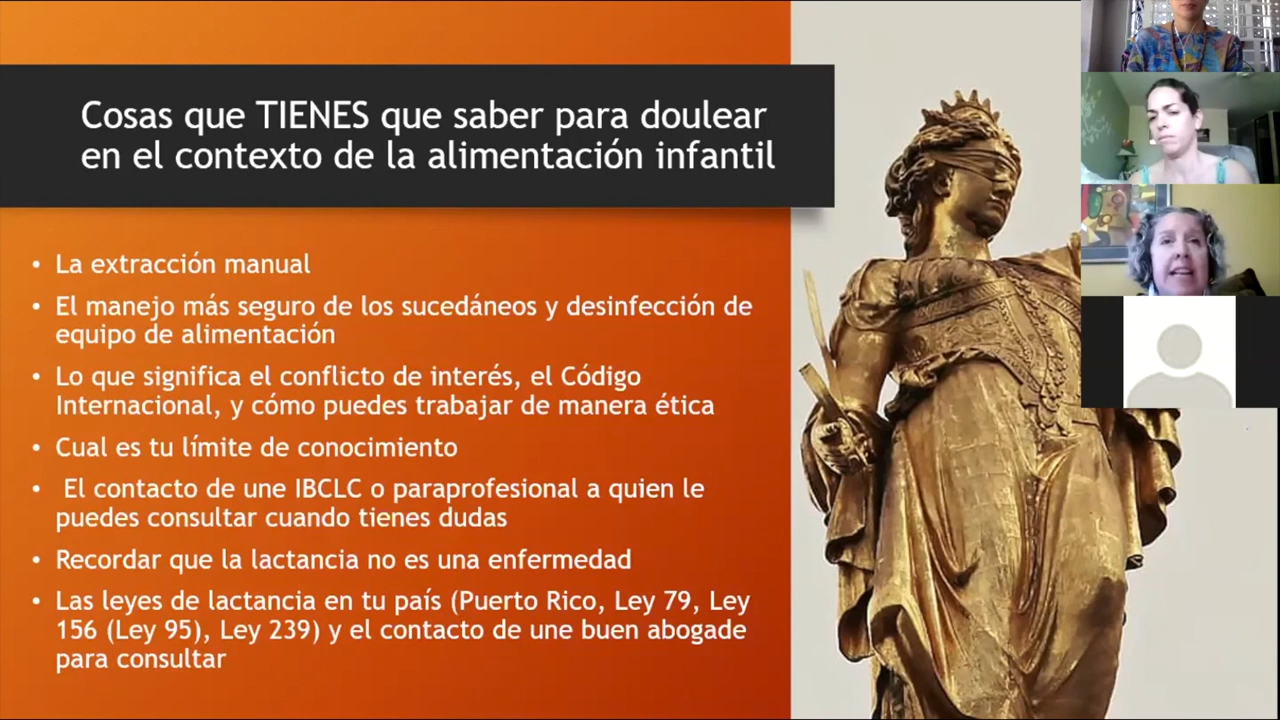 Cosas que TIENES que saber para doulear
en el contexto de la alimentación infantil
• La extracción manual
• El manejo más seguro de los sucedáneos y desinfección de
equipo de alimentación
• Lo que significa el conflicto de interés, el Código
Internacional, y cómo puedes trabajar de manera ética
• Cual es tu límite de conocimiento
• El contacto de une IBCLC o paraprofesional a quien le
puedes consultar cuando tienes dudas
• Recordar que la lactancia no es una enfermedad
• Las leyes de lactancia en tu país (Puerto Rico, Ley 79, Ley
156 (Ley 95), Ley 239) y el contacto de une buen abogade
para consultar